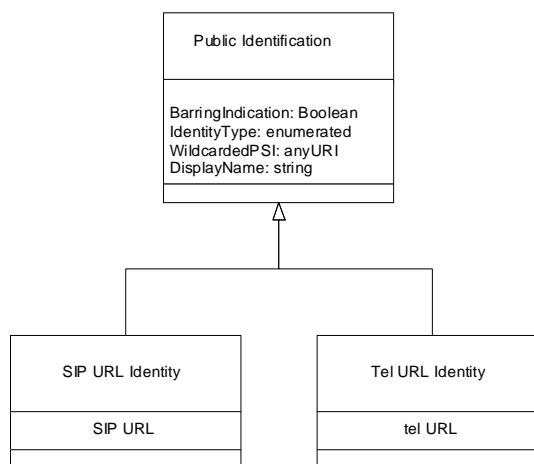 Public Identification
BarringIndication: Boolean
IdentityType: enumerated
WildcardedPSI: anyURI
DisplayName: string
SIP URL Identity
SIP URL
Tel URL Identity
tel URL